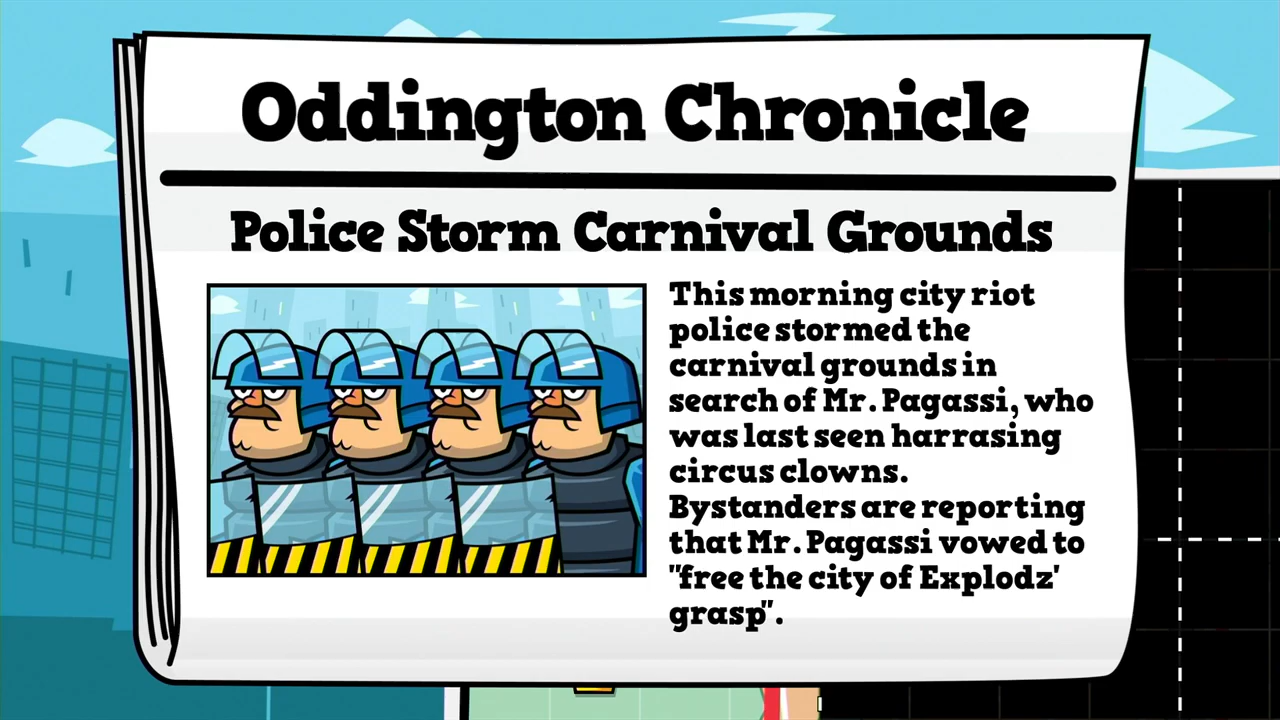 Oddington Chronicle
Police Storm Carnival Grounds
This morning city riot
police stormed the
carnival grounds in
search of Mr. Pagassi, who
was last seen harrasing
circus clowns.
Bystanders are reporting
that Mr. Pagassi vowed to
"free the city of Explodz'
grasp".